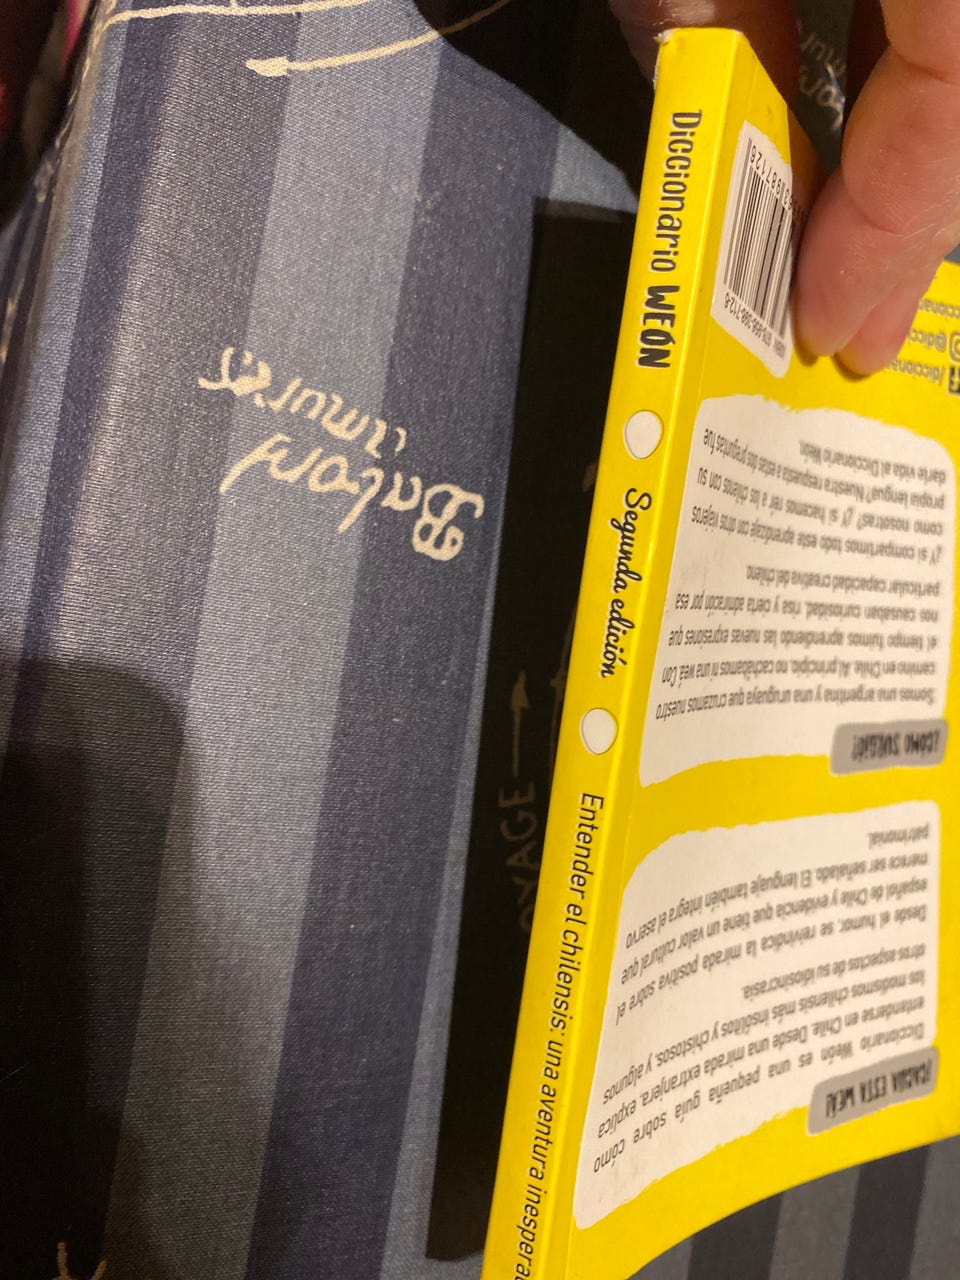 Diccionario WEÓN Segunda edición Entender el chilensis: una aventura inespera
¡CACHA ESTA WEÁ!
Diccionario Weón es una pequeña guía sobre cómo
entenderse en Chile. Desde una mirada extranjera, explica
los modismos chilensis más insólitos y chistosos, y algunos
otros aspectos de su idiosincrasia.
Desde el humor, se reivindica la mirada positiva sobre el
español de Chile y evidencia que tiene un valor cultural que
merece ser señalado. El lenguaje también integra el aservo
patrimonial.
¿CÓMO SURGIÓ?
Somos una argentina y una uruguaya que cruzamos nuestro
camino en Chile. Al principio, no cachábamos ni una weá. Con
el tiempo fuimos aprendiendo las nuevas expresiones que
nos causaban curiosidad, risa y cierta admiración por esa
particular capacidad creativa del chileno.
¿Y si compartimos todo este aprendizaje con otros viajeros
como nosotras? ¿Y si hacemos reír a los chilenos con su
propia lengua? Nuestra respuesta a estas dos preguntas fue
darle vida al Diccionario Weón.
/dicciona
@dicci
Balony